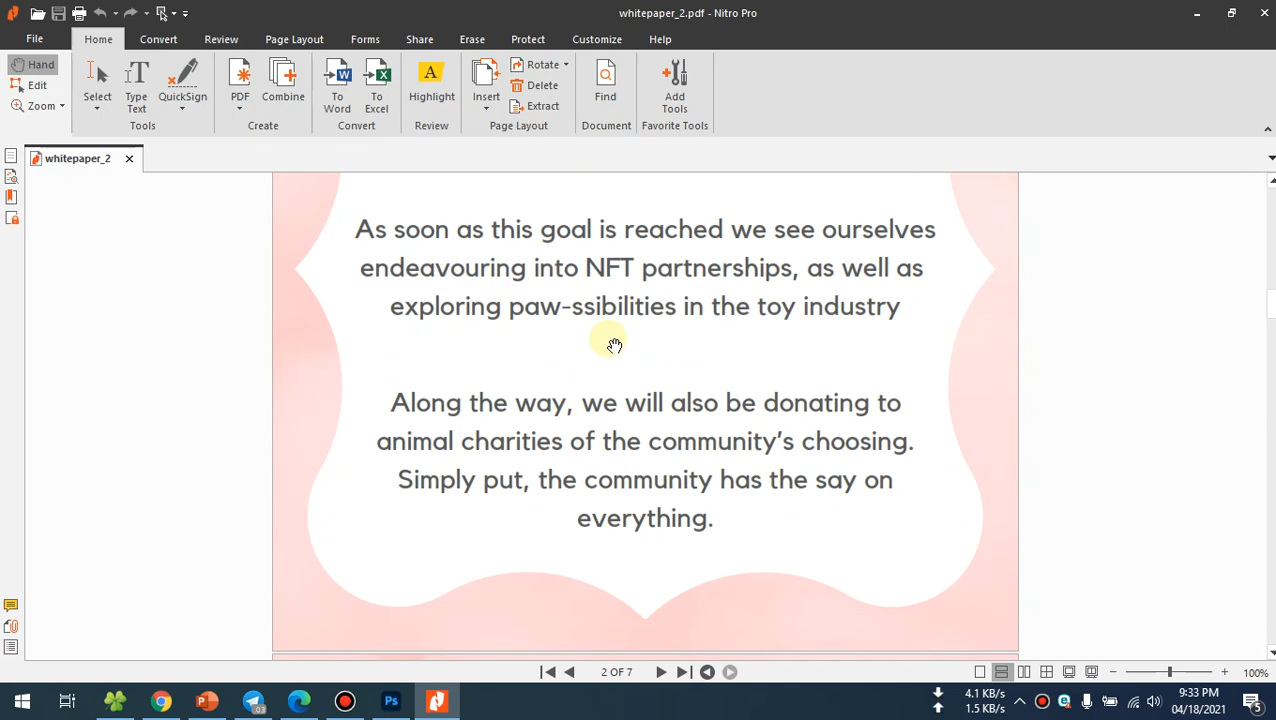 whitepaper_2.pdf - Nitro Pro
File Home Convert Review Page Layout Forms Share Erase Protect Customize Help
Hand
Edit
Zoom
Select
Type Text
QuickSign
Tools
PDF
Combine
Create
To Word
To Excel
Convert
A
Highlight
Review
Insert
Rotate
Delete
Extract
Page Layout
Find
Document
Add Tools
Favorite Tools
whitepaper_2
As soon as this goal is reached we see ourselves
endeavouring into NFT partnerships, as well as
exploring paw-ssibilities in the toy industry
Along the way, we will also be donating to
animal charities of the community's choosing.
Simply put, the community has the say on
everything.
2 OF 7
100%
4.1 KB/s
1.5 KB/s
9:33 PM
04/18/2021
03
Ps
5